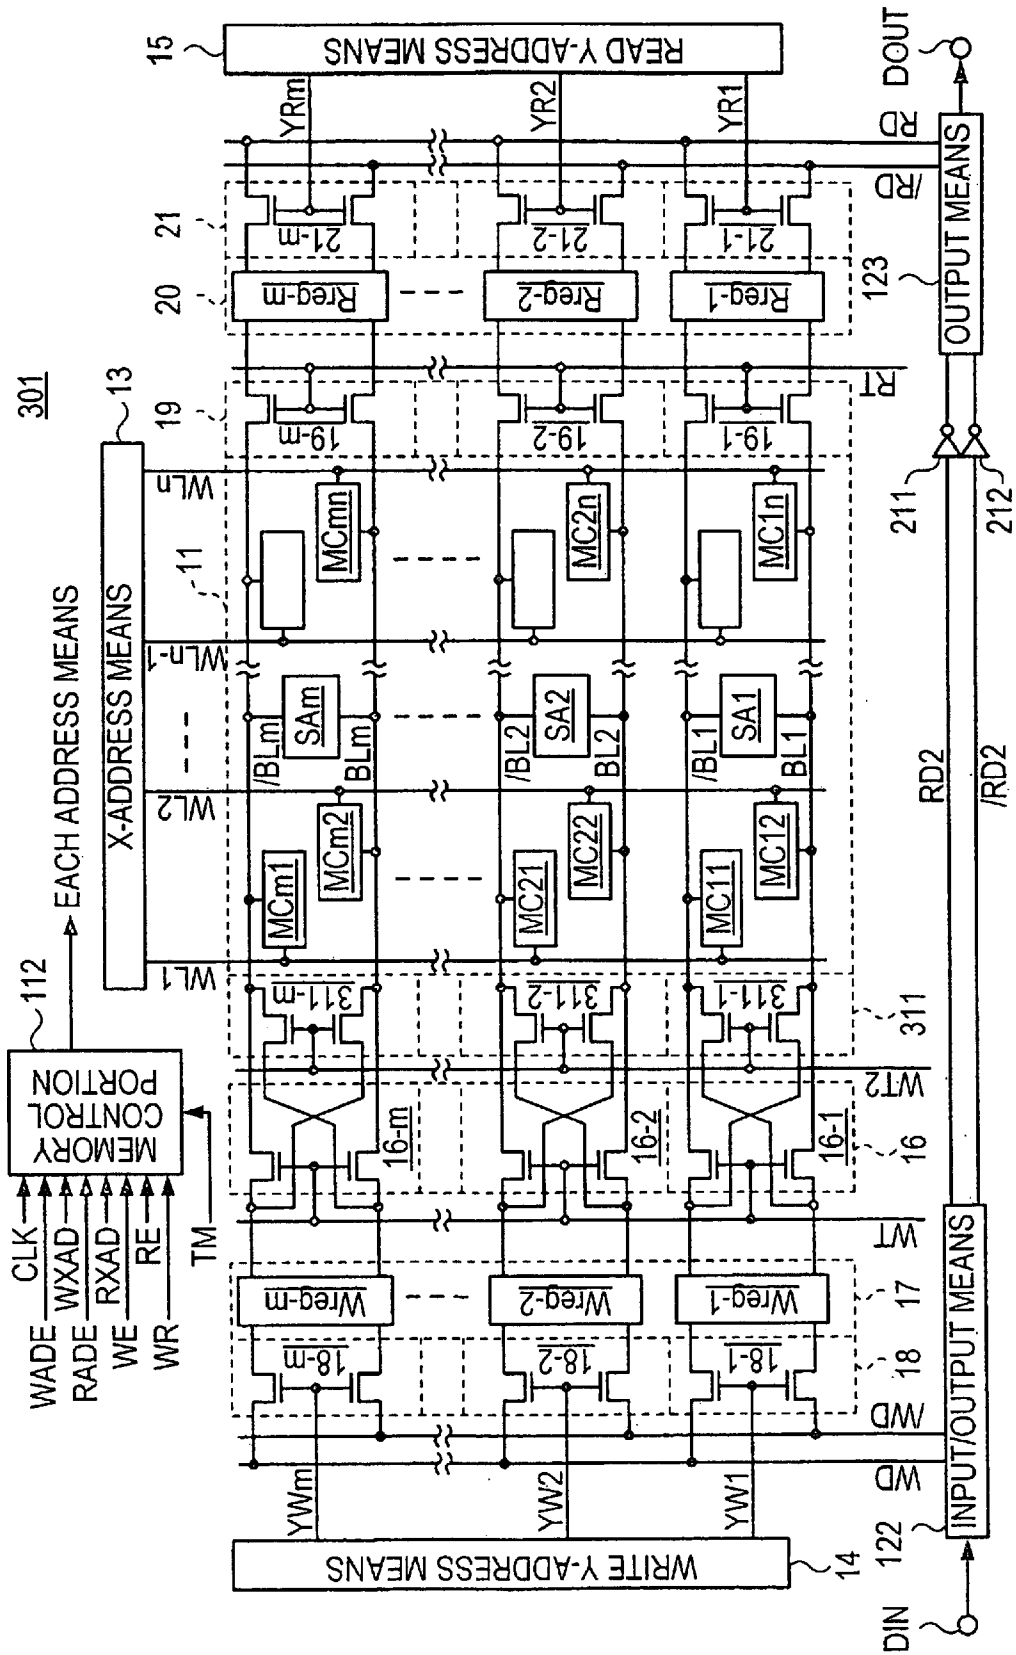 301
CLK
WADE
WXAD
RADE
RXAD
WE
RE
WR
TM
MEMORY
CONTROL
PORTION
112
EACH ADDRESS MEANS
X-ADDRESS MEANS
13
WRITE Y-ADDRESS MEANS
14
READ Y-ADDRESS MEANS
15
YWm
YW2
YW1
YRm
YR2
YR1
WD
/WD
18-m
18-2
18-1
18
Wreg-m
Wreg-2
Wreg-1
17
WT
16-m
16-2
16-1
16
WT2
311-m
311-2
311-1
311
WL1
WL2
WLn-1
WLn
11
MCm1
MCm2
MCmn
MC21
MC22
MC2n
MC11
MC12
MC1n
/BLm
SAm
BLm
/BL2
SA2
BL2
/BL1
SA1
BL1
19
19-m
19-2
19-1
RT
20
Rreg-m
Rreg-2
Rreg-1
21
21-m
21-2
21-1
/RD
RD
DIN
INPUT/OUTPUT MEANS
122
RD2
/RD2
211
212
OUTPUT MEANS
123
DOUT